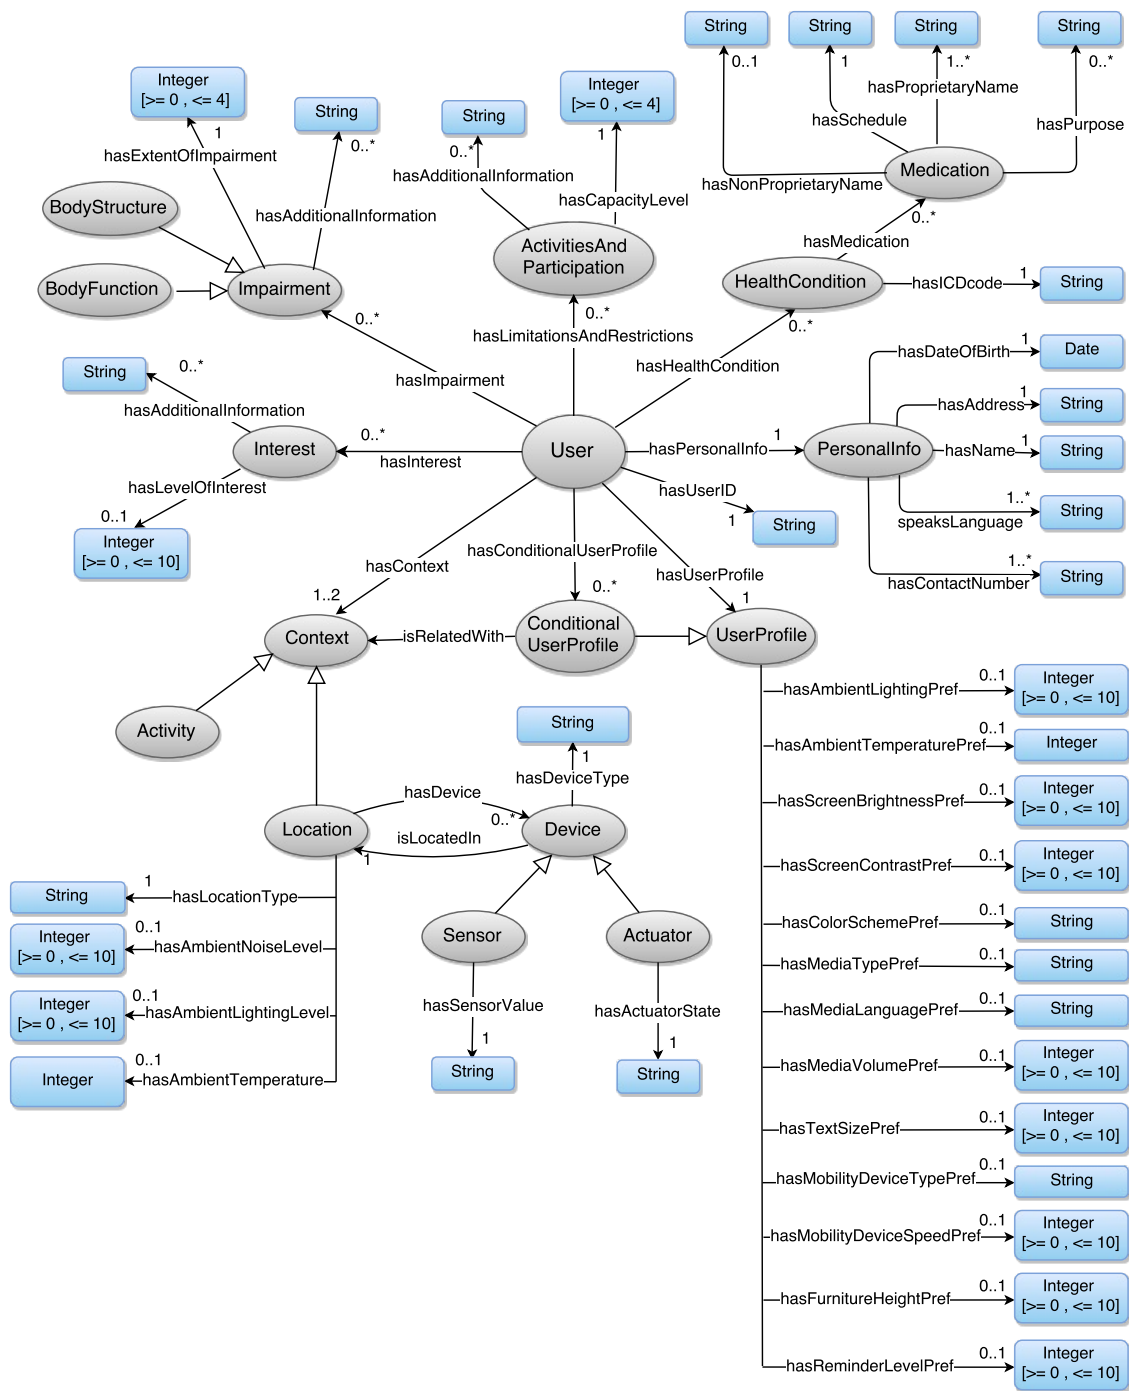 String
String
String
String
0..1
1
1..*
0..*
hasProprietaryName
hasSchedule
hasPurpose
hasNonProprietaryName
Medication
Integer
[>= 0 , <= 4]
1
String
0..*
hasExtentOfImpairment
hasAdditionalInformation
BodyStructure
BodyFunction
Impairment
String
0..*
hasAdditionalInformation
Integer
[>= 0 , <= 4]
1
hasCapacityLevel
ActivitiesAnd
Participation
0..*
hasLimitationsAndRestrictions
0..*
hasMedication
HealthCondition
hasICDcode
1
String
0..*
hasHealthCondition
0..*
hasImpairment
String
0..*
hasAdditionalInformation
Interest
0..*
hasInterest
hasLevelOfInterest
0..1
Integer
[>= 0 , <= 10]
User
hasPersonalInfo
1
PersonalInfo
hasDateOfBirth
1
Date
hasAddress
1
String
hasName
1
String
1..*
speaksLanguage
String
1..*
hasContactNumber
String
hasUserID
1
String
hasContext
1..2
hasConditionalUserProfile
0..*
hasUserProfile
1
Context
isRelatedWith
Conditional
UserProfile
UserProfile
Activity
String
1
hasDeviceType
Location
hasDevice
0..*
isLocatedIn
1
Device
String
1
hasLocationType
Integer
[>= 0 , <= 10]
0..1
hasAmbientNoiseLevel
Integer
[>= 0 , <= 10]
0..1
hasAmbientLightingLevel
Integer
0..1
hasAmbientTemperature
Sensor
Actuator
hasSensorValue
1
String
hasActuatorState
1
String
hasAmbientLightingPref
0..1
Integer
[>= 0 , <= 10]
hasAmbientTemperaturePref
0..1
Integer
hasScreenBrightnessPref
0..1
Integer
[>= 0 , <= 10]
hasScreenContrastPref
0..1
Integer
[>= 0 , <= 10]
hasColorSchemePref
0..1
String
hasMediaTypePref
0..1
String
hasMediaLanguagePref
0..1
String
hasMediaVolumePref
0..1
Integer
[>= 0 , <= 10]
hasTextSizePref
0..1
Integer
[>= 0 , <= 10]
hasMobilityDeviceTypePref
0..1
String
hasMobilityDeviceSpeedPref
0..1
Integer
[>= 0 , <= 10]
hasFurnitureHeightPref
0..1
Integer
[>= 0 , <= 10]
hasReminderLevelPref
0..1
Integer
[>= 0 , <= 10]